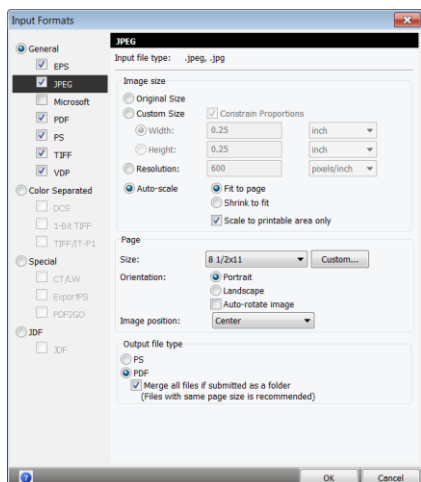 Input Formats
General
EPS
JPEG
Microsoft
PDF
PS
TIFF
VDP
Color Separated
DCS
1-Bit TIFF
TIFF/IT-P1
Special
CT/LW
ExportPS
PDF2GO
JDF
JDF
JPEG
Input file type: .jpeg, .jpg
Image size
Original Size
Custom Size Constrain Proportions
Width: 0.25 inch
Height: 0.25 inch
Resolution: 600 pixels/inch
Auto-scale Fit to page
Shrink to fit
Scale to printable area only
Page
Size: 8 1/2x11 Custom...
Orientation: Portrait
Landscape
Auto-rotate image
Image position: Center
Output file type
PS
PDF
Merge all files if submitted as a folder
(Files with same page size is recommended)
? OK Cancel